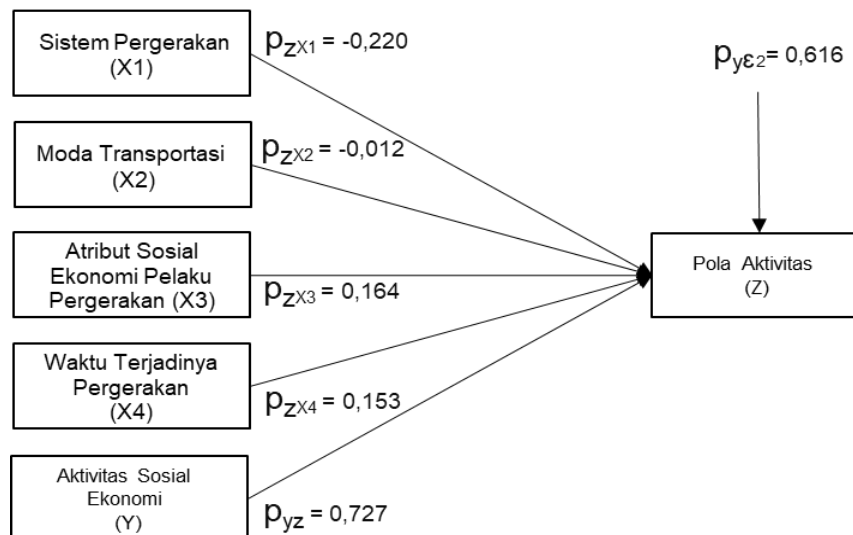 Sistem Pergerakan
(X1)
pzX1 = -0,220
pyε2= 0,616
Moda Transportasi
(X2)
pzX2 = -0,012
Atribut Sosial
Ekonomi Pelaku
Pergerakan (X3)
pzX3 = 0,164
Pola Aktivitas
(Z)
Waktu Terjadinya
Pergerakan
(X4)
pzX4 = 0,153
Aktivitas Sosial
Ekonomi
(Y)
pyz = 0,727